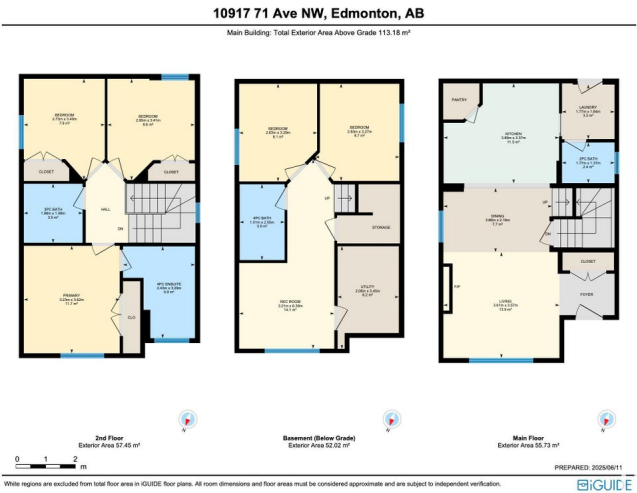 10917 71 Ave NW, Edmonton, AB
Main Building: Total Exterior Area Above Grade 113.18 m²
BEDROOM
BEDROOM
CLOSET
CLOSET
HALL
DN
PRIMARY
CLO
4PC ENSUITE
BEDROOM
BEDROOM
4PC BATH
UP
STORAGE
UTILITY
REC ROOM
PANTRY
KITCHEN
LAUNDRY
2PC BATH
DINING
UP
DN
CLOSET
FOYER
F/P
LIVING
2nd Floor
Exterior Area 57.45 m²
Basement (Below Grade)
Exterior Area 52.02 m²
Main Floor
Exterior Area 55.73 m²
0 1 2
m
PREPARED: 2025/06/11
White regions are excluded from total floor area in iGUIDE floor plans. All room dimensions and floor areas must be considered approximate and are subject to independent verification.
iGUIDE